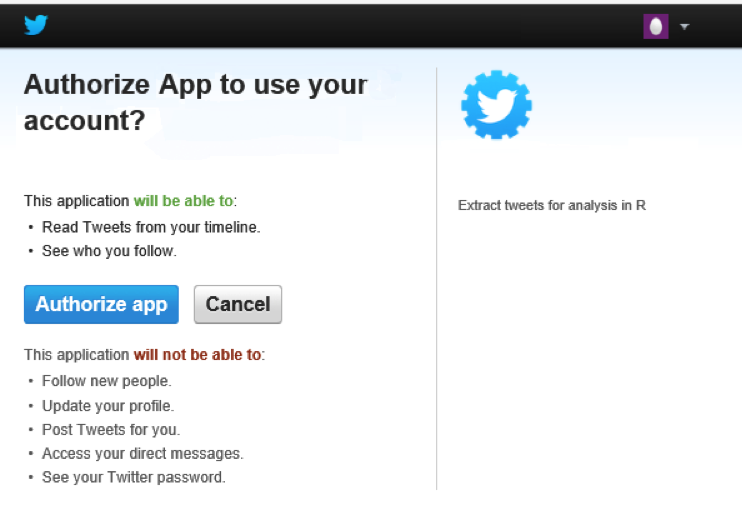 Authorize App to use your
account?
This application will be able to:
• Read Tweets from your timeline.
• See who you follow.
Authorize app
Cancel
This application will not be able to:
• Follow new people.
• Update your profile.
• Post Tweets for you.
• Access your direct messages.
• See your Twitter password.
Extract tweets for analysis in R